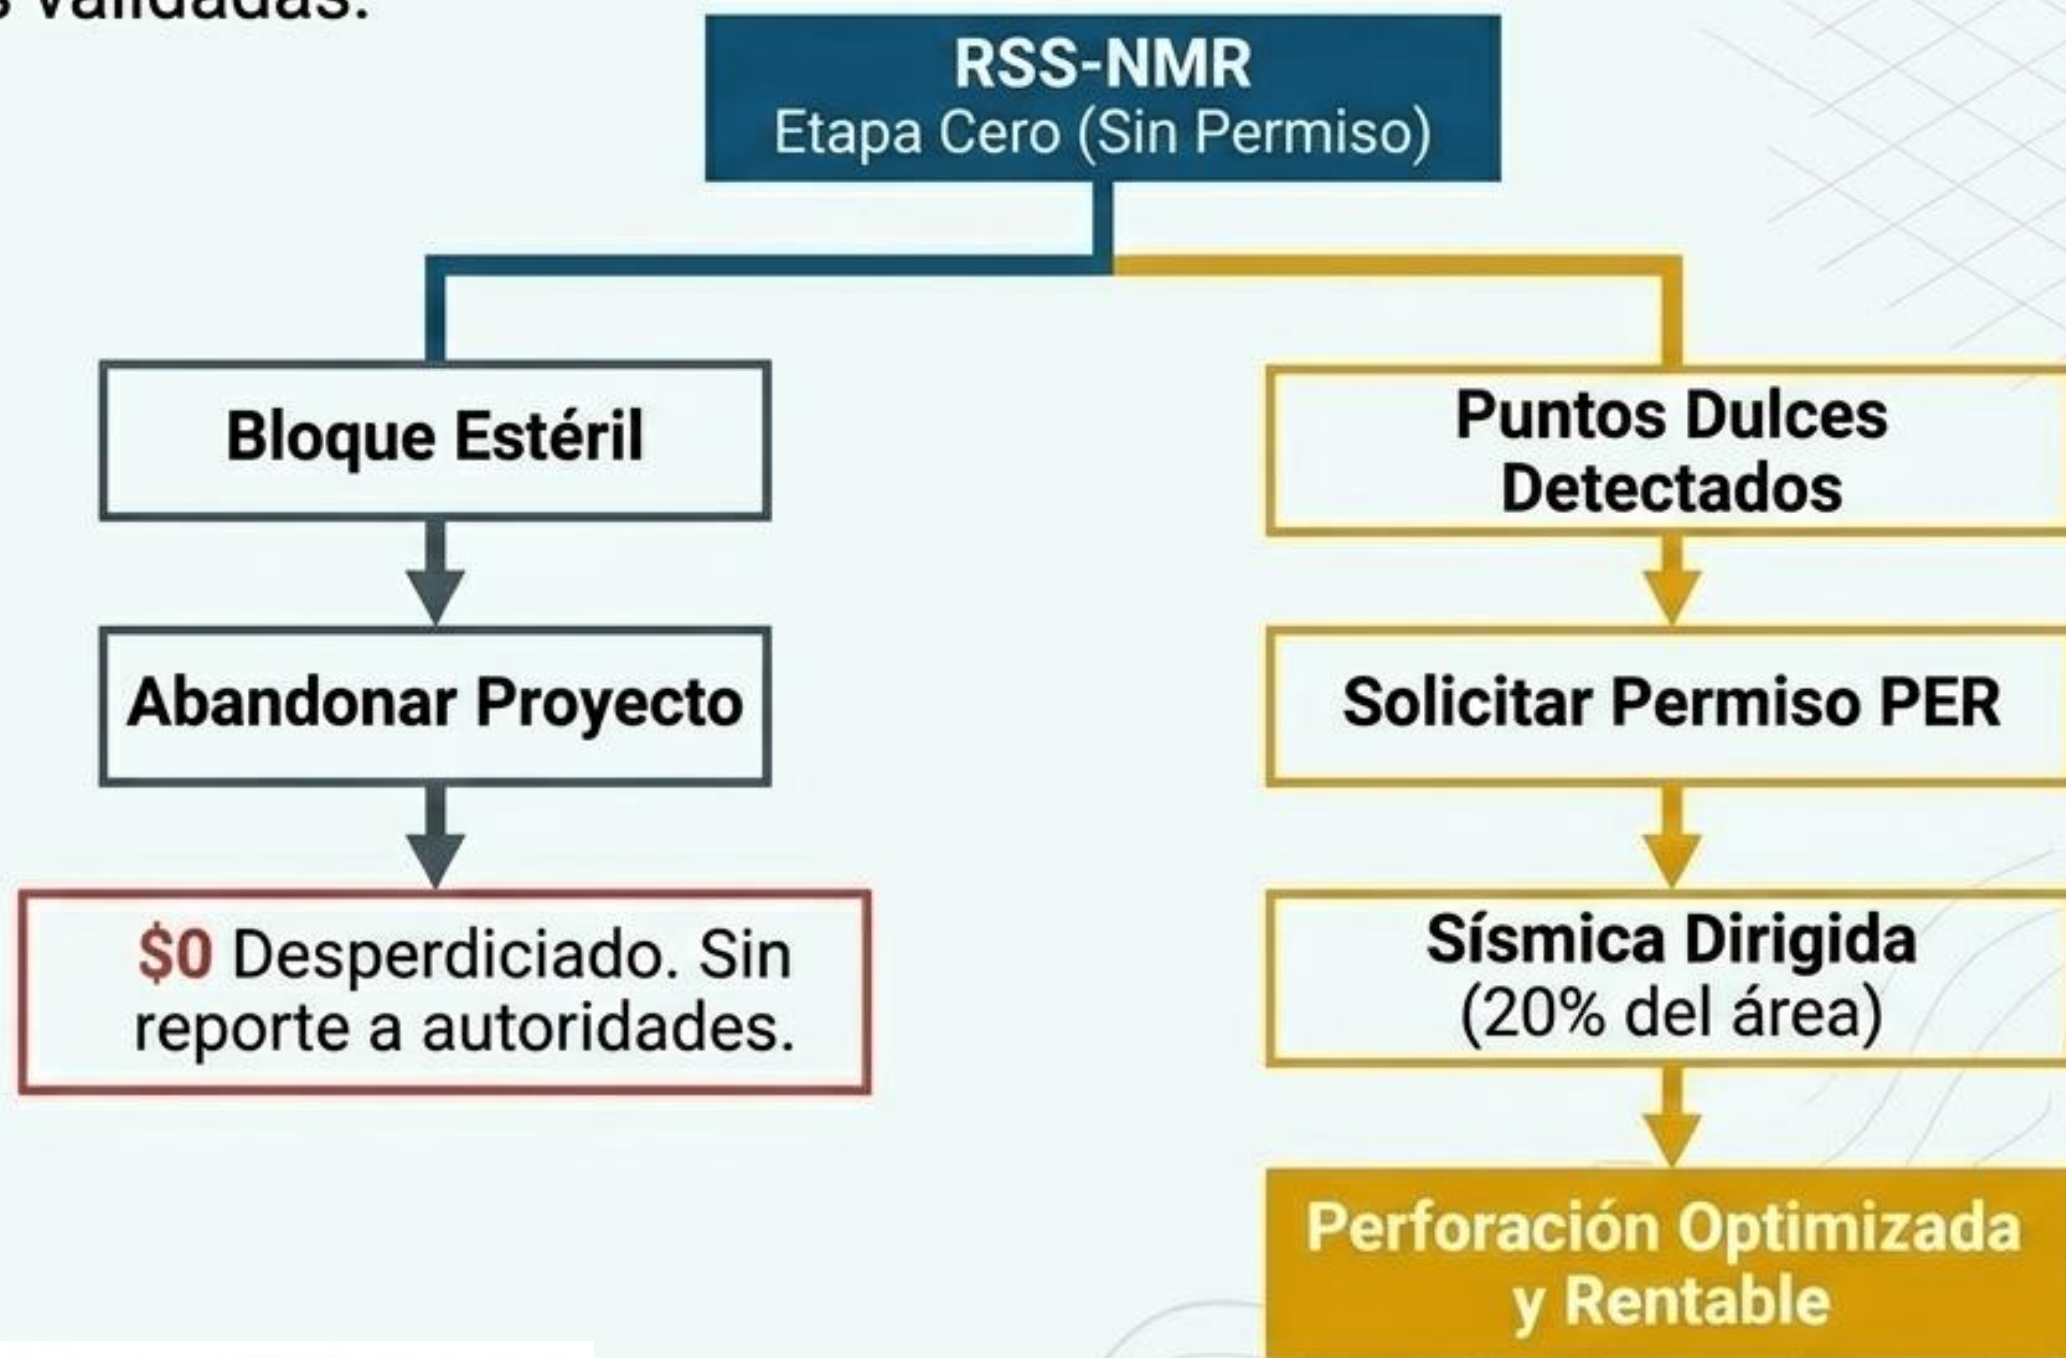 validadas.
RSS-NMR
Etapa Cero (Sin Permiso)
Bloque Estéril
Abandonar Proyecto
$0 Desperdiciado. Sin
reporte a autoridades.
Puntos Dulces
Detectados
Solicitar Permiso PER
Sísmica Dirigida
(20% del área)
Perforación Optimizada
y Rentable